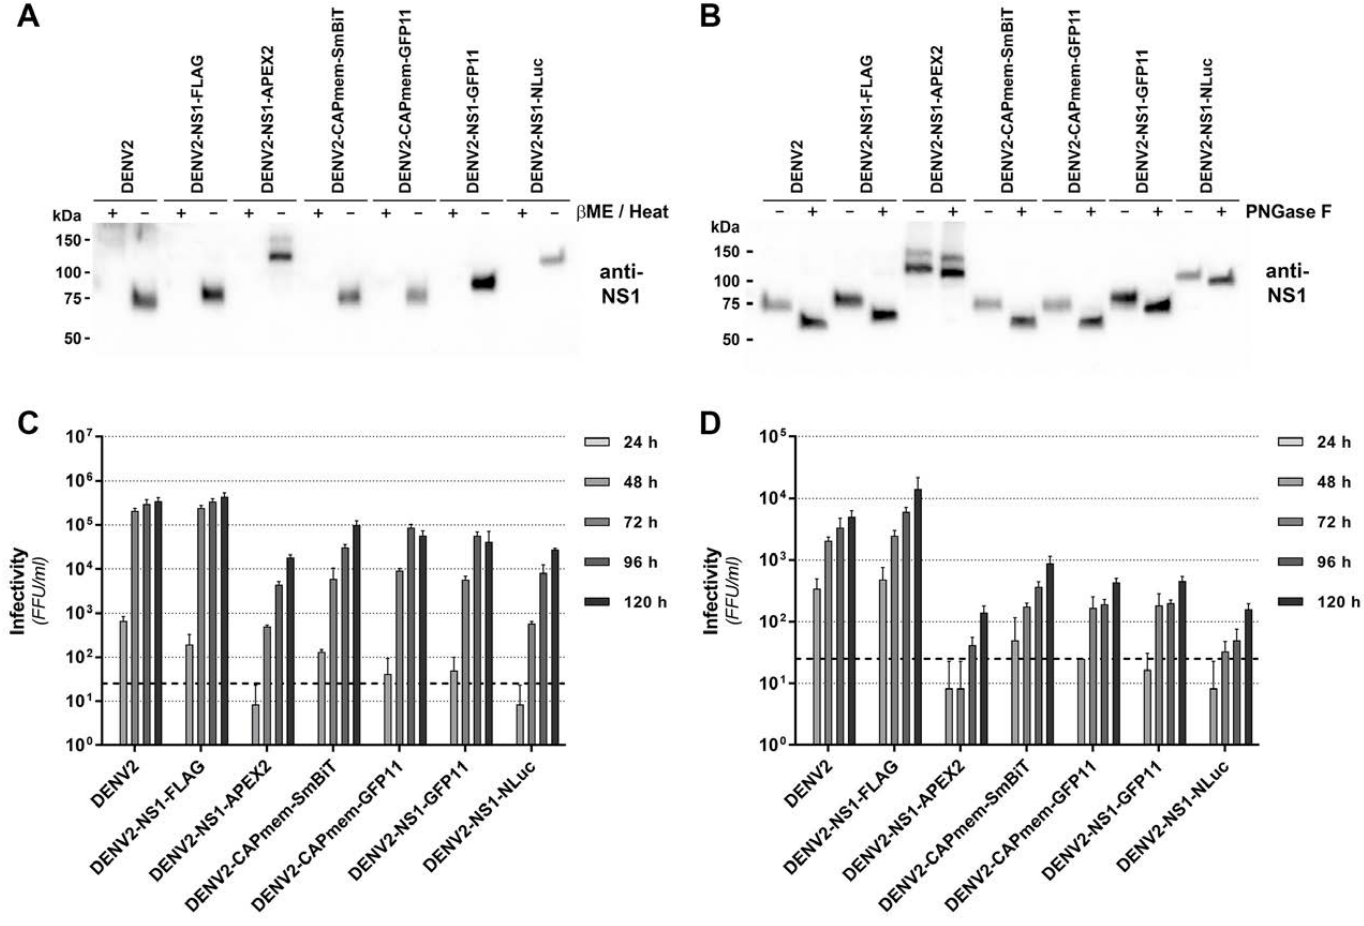 A
DENV2
DENV2-NS1-FLAG
DENV2-NS1-APEX2
DENV2-CAPmem-SmBiT
DENV2-CAPmem-GFP11
DENV2-NS1-GFP11
DENV2-NS1-NLuc
kDa + − + − + − + − + − + − + − βME / Heat
150
100
75
50
anti-
NS1
B
DENV2
DENV2-NS1-FLAG
DENV2-NS1-APEX2
DENV2-CAPmem-SmBiT
DENV2-CAPmem-GFP11
DENV2-NS1-GFP11
DENV2-NS1-NLuc
− + − + − + − + − + − + − + PNGase F
kDa
150
100
75
50
anti-
NS1
C
Infectivity
(FFU/ml)
10⁷
10⁶
10⁵
10⁴
10³
10²
10¹
10⁰
DENV2
DENV2-NS1-FLAG
DENV2-NS1-APEX2
DENV2-CAPmem-SmBiT
DENV2-CAPmem-GFP11
DENV2-NS1-GFP11
DENV2-NS1-NLuc
24 h
48 h
72 h
96 h
120 h
D
Infectivity
(FFU/ml)
10⁵
10⁴
10³
10²
10¹
10⁰
DENV2
DENV2-NS1-FLAG
DENV2-NS1-APEX2
DENV2-CAPmem-SmBiT
DENV2-CAPmem-GFP11
DENV2-NS1-GFP11
DENV2-NS1-NLuc
24 h
48 h
72 h
96 h
120 h